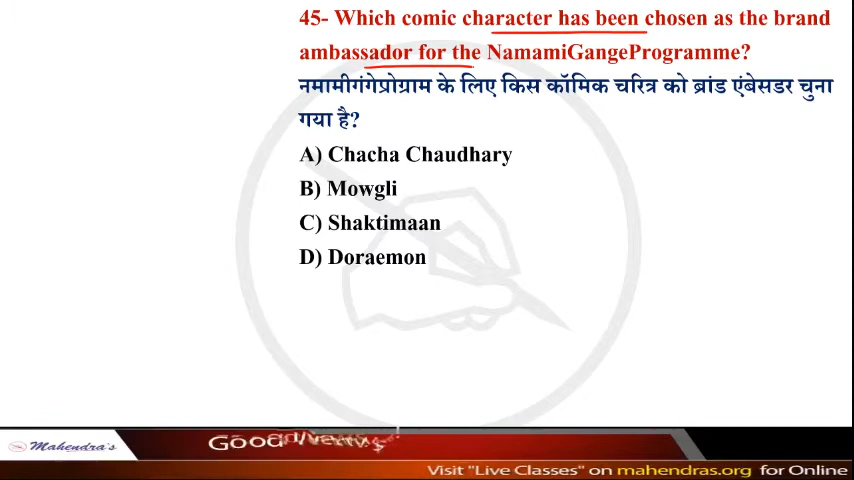 45- Which comic character has been chosen as the brand
ambassador for the NamamiGangeProgramme?
नमामीगंगेप्रोग्राम के लिए किस कॉमिक चरित्र को ब्रांड एंबेसडर चुना
गया है?
A) Chacha Chaudhary
B) Mowgli
C) Shaktimaan
D) Doraemon
Mahendra's
Good
Visit "Live Classes" on mahendras.org for Online